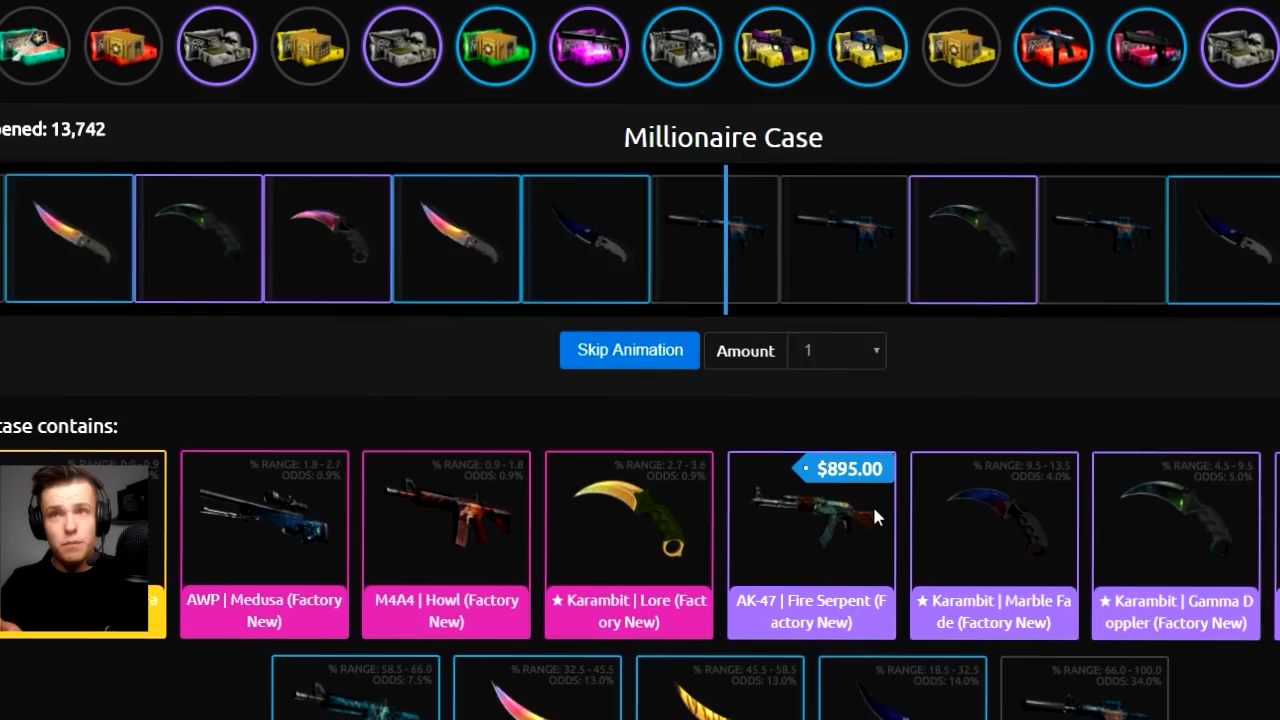 ened: 13,742
Millionaire Case
Skip Animation
Amount
1
case contains:
% RANGE: 0.0 - 0.9
% RANGE: 1.8 - 2.7
ODDS: 0.9%
% RANGE: 0.9 - 1.8
ODDS: 0.9%
% RANGE: 2.7 - 3.6
ODDS: 0.9%
$895.00
% RANGE: 9.5 - 13.5
ODDS: 4.0%
% RANGE: 4.5 - 9.5
ODDS: 5.0%
AWP | Medusa (Factory
New)
M4A4 | Howl (Factory
New)
★ Karambit | Lore (Fact
ory New)
AK-47 | Fire Serpent (F
actory New)
★ Karambit | Marble Fa
de (Factory New)
★ Karambit | Gamma D
oppler (Factory New)
% RANGE: 58.5 - 66.0
ODDS: 7.5%
% RANGE: 32.5 - 45.5
ODDS: 13.0%
% RANGE: 45.5 - 58.5
ODDS: 13.0%
% RANGE: 18.5 - 32.5
ODDS: 14.0%
% RANGE: 66.0 - 100.0
ODDS: 34.0%